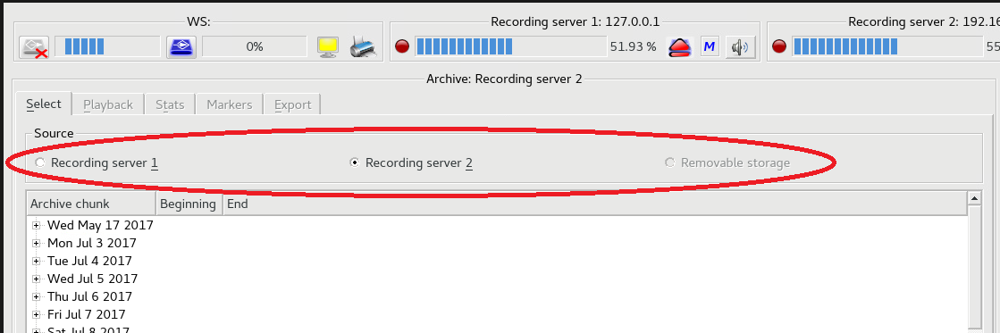 WS: Recording server 1: 127.0.0.1 Recording server 2: 192.16
0% 51.93 % M 55
Archive: Recording server 2
Select Playback Stats Markers Export
Source
Recording server 1 Recording server 2 Removable storage
Archive chunk Beginning End
Wed May 17 2017
Mon Jul 3 2017
Tue Jul 4 2017
Wed Jul 5 2017
Thu Jul 6 2017
Fri Jul 7 2017
Sat Jul 8 2017